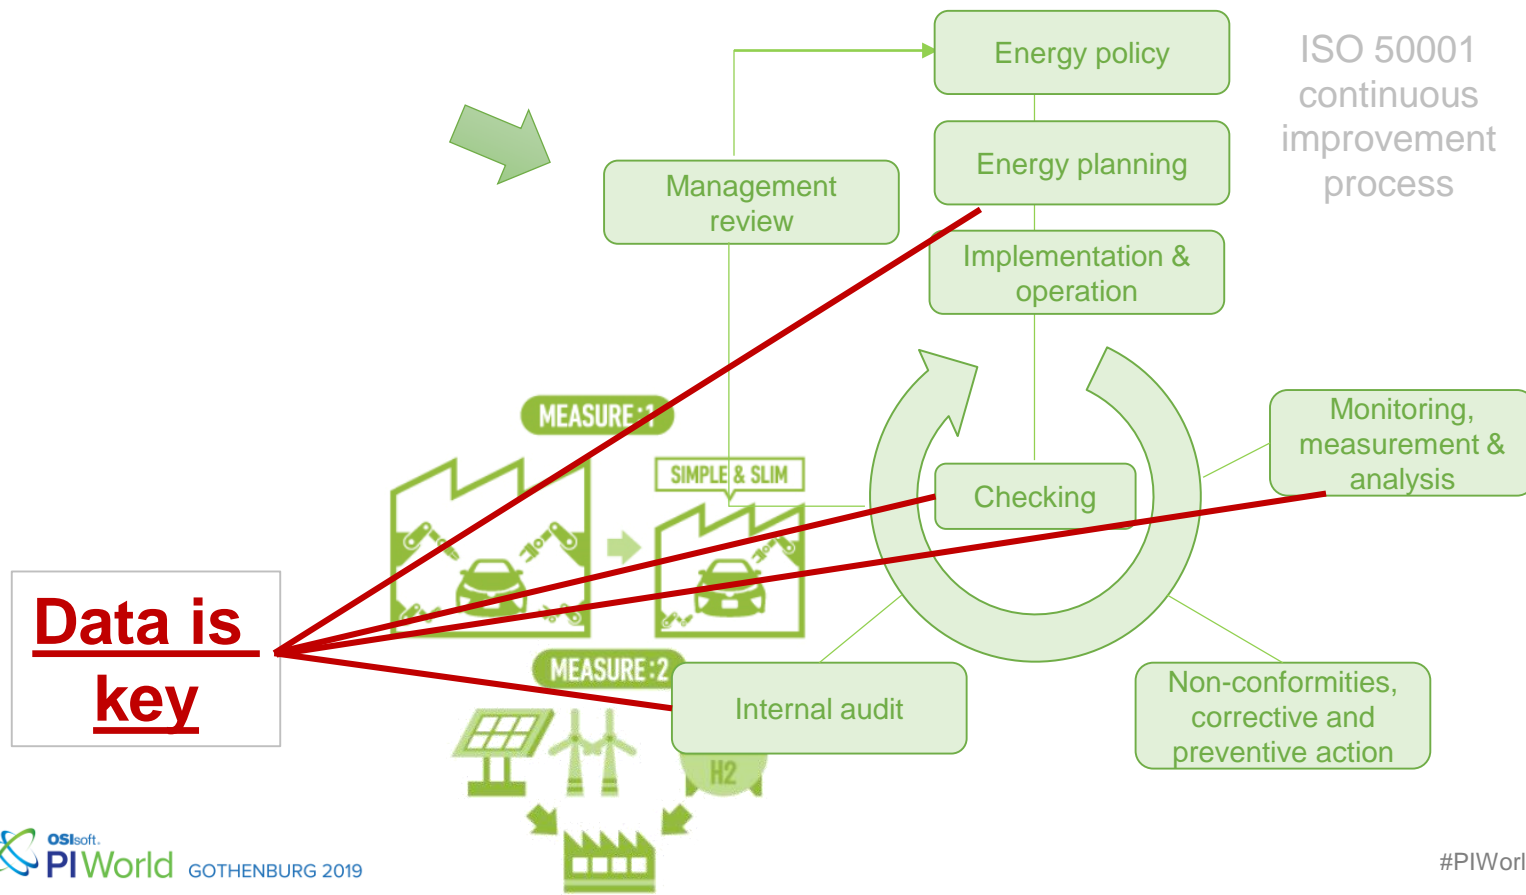 Energy policy
ISO 50001
continuous
improvement
process
Energy planning
Management
review
Implementation &
operation
MEASURE:1
SIMPLE & SLIM
Checking
Monitoring,
measurement &
analysis
Data is
key
MEASURE:2
Internal audit
Non-conformities,
corrective and
preventive action
H2
OSIsoft.
PIWorld GOTHENBURG 2019
#PIWorl